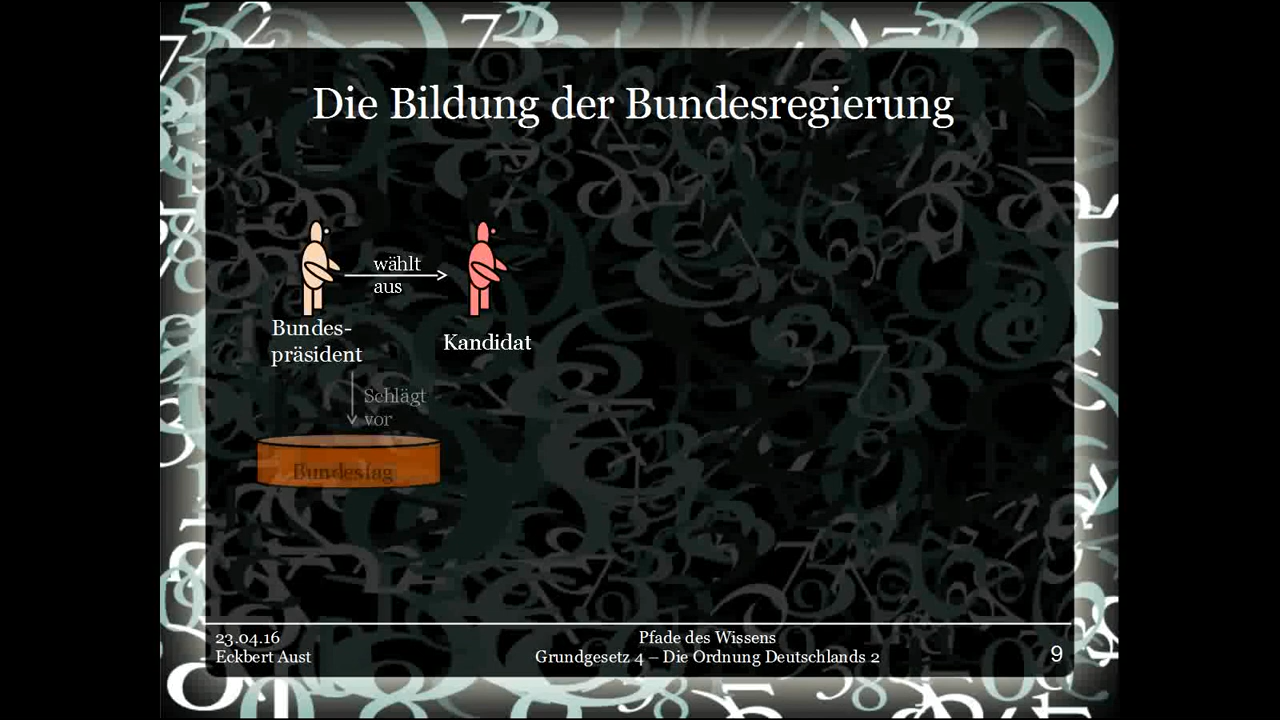 Die Bildung der Bundesregierung
wählt
aus
Bundes-
präsident
Kandidat
Schlägt
vor
Bundestag
23.04.16
Eckbert Aust
Pfade des Wissens
Grundgesetz 4 – Die Ordnung Deutschlands 2
9